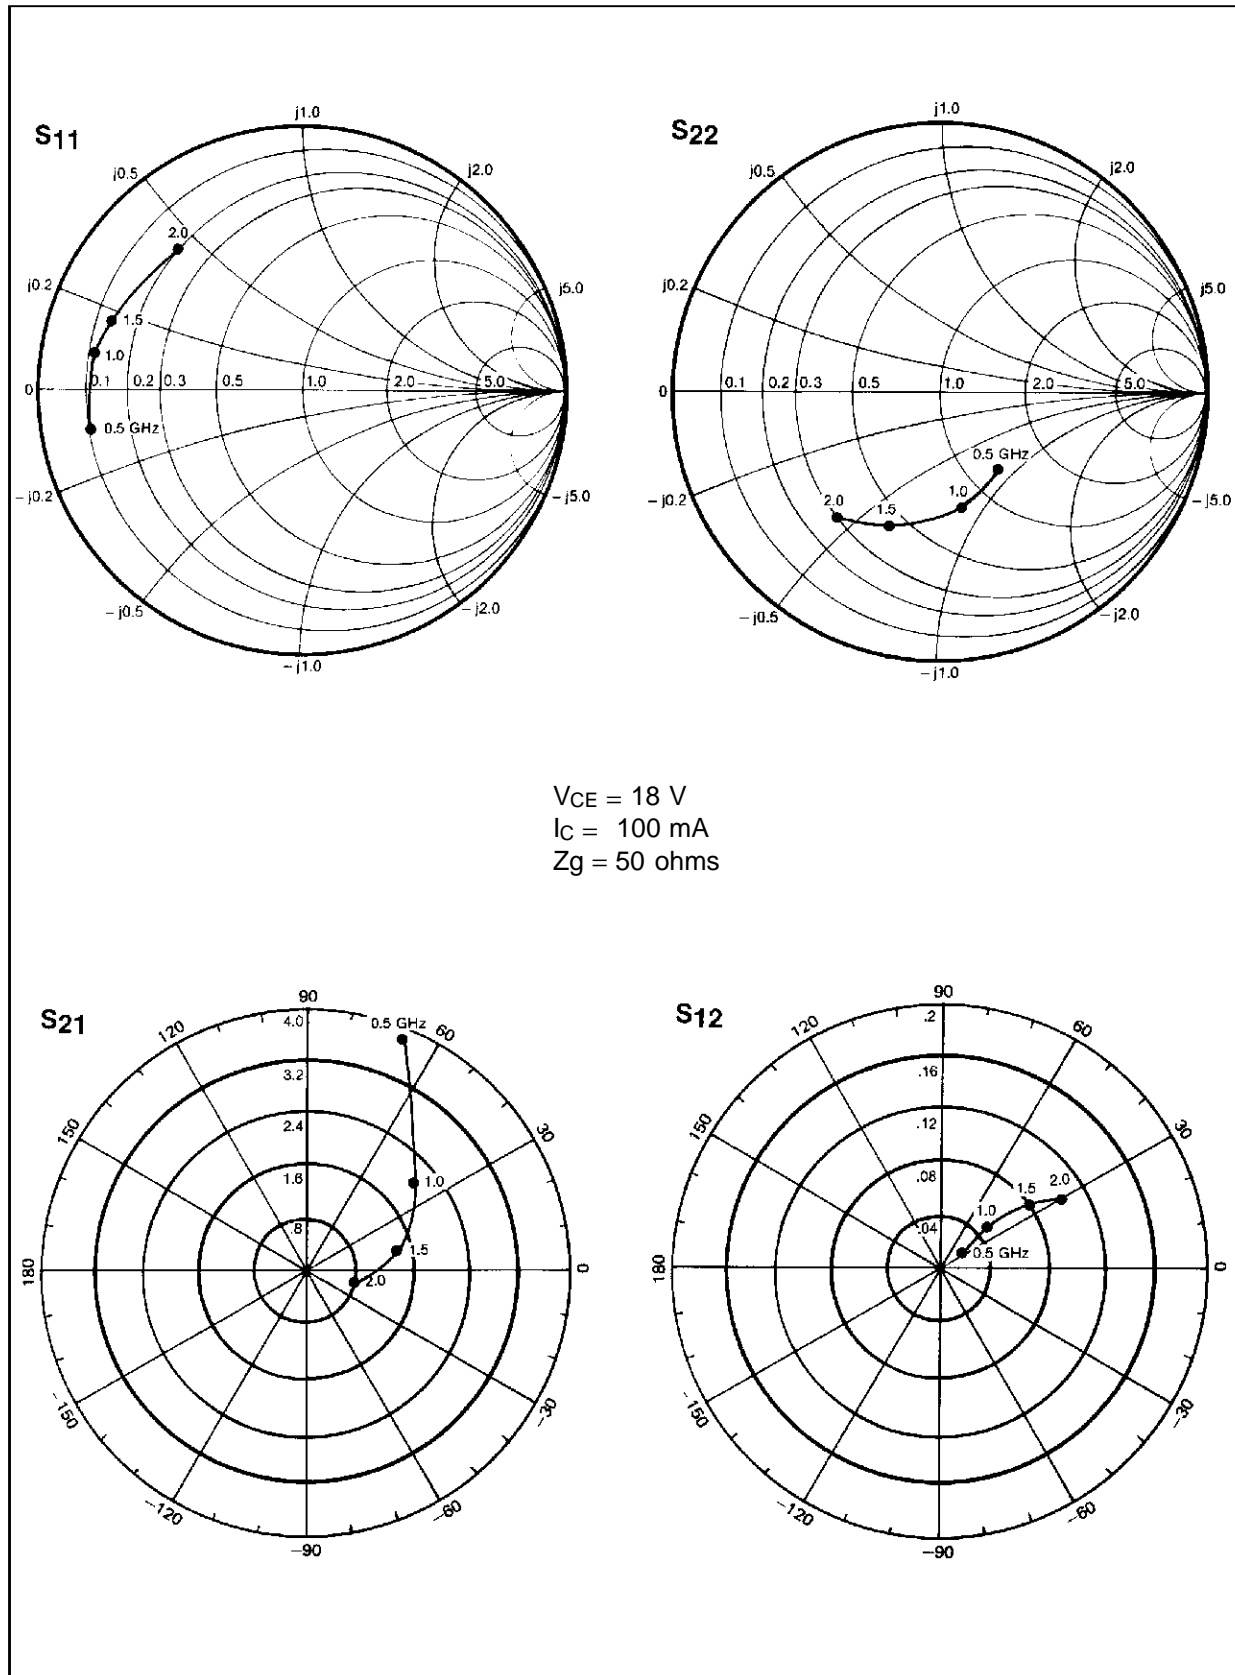 S11
j1.0
j0.5
j2.0
2.0
j0.2
j5.0
1.5
1.0
0
0.1
0.2
0.3
0.5
1.0
2.0
5.0
0.5 GHz
– j0.2
– j5.0
– j0.5
– j2.0
– j1.0
S22
j1.0
j0.5
j2.0
j0.2
j5.0
0
0.1
0.2
0.3
0.5
1.0
2.0
5.0
0.5 GHz
1.0
1.5
2.0
– j0.2
– j5.0
– j0.5
– j2.0
– j1.0
VCE = 18 V
IC = 100 mA
Zg = 50 ohms
S21
90
120
4.0
0.5 GHz
60
3.2
150
2.4
30
1.6
1.0
.8
1.5
180
2.0
0
–150
–30
–120
–60
–90
S12
90
120
.2
60
.16
150
.12
30
.08
1.5
2.0
1.0
.04
0.5 GHz
180
0
–150
–30
–120
–60
–90